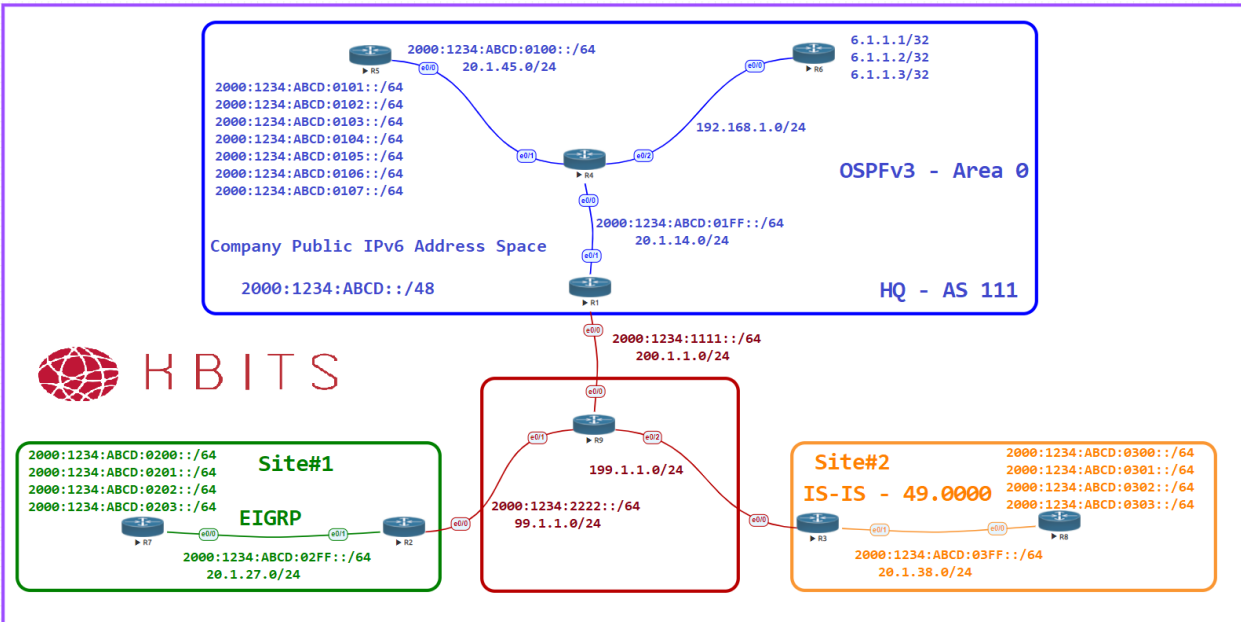 2000:1234:ABCD:0100::/64
20.1.45.0/24
R5
e0/0
2000:1234:ABCD:0101::/64
2000:1234:ABCD:0102::/64
2000:1234:ABCD:0103::/64
2000:1234:ABCD:0104::/64
2000:1234:ABCD:0105::/64
2000:1234:ABCD:0106::/64
2000:1234:ABCD:0107::/64
6.1.1.1/32
6.1.1.2/32
6.1.1.3/32
R6
e0/0
192.168.1.0/24
e0/1
e0/2
R4
e0/0
OSPFv3 - Area 0
2000:1234:ABCD:01FF::/64
20.1.14.0/24
Company Public IPv6 Address Space
2000:1234:ABCD::/48
e0/1
R1
HQ - AS 111
e0/0
2000:1234:1111::/64
200.1.1.0/24
KBITS
e0/0
R9
e0/1
e0/2
199.1.1.0/24
2000:1234:2222::/64
99.1.1.0/24
2000:1234:ABCD:0200::/64
2000:1234:ABCD:0201::/64
2000:1234:ABCD:0202::/64
2000:1234:ABCD:0203::/64
Site#1
EIGRP
R7
e0/0
e0/1
R2
e0/0
2000:1234:ABCD:02FF::/64
20.1.27.0/24
Site#2
IS-IS - 49.0000
2000:1234:ABCD:0300::/64
2000:1234:ABCD:0301::/64
2000:1234:ABCD:0302::/64
2000:1234:ABCD:0303::/64
e0/0
R3
e0/1
e0/0
R8
2000:1234:ABCD:03FF::/64
20.1.38.0/24